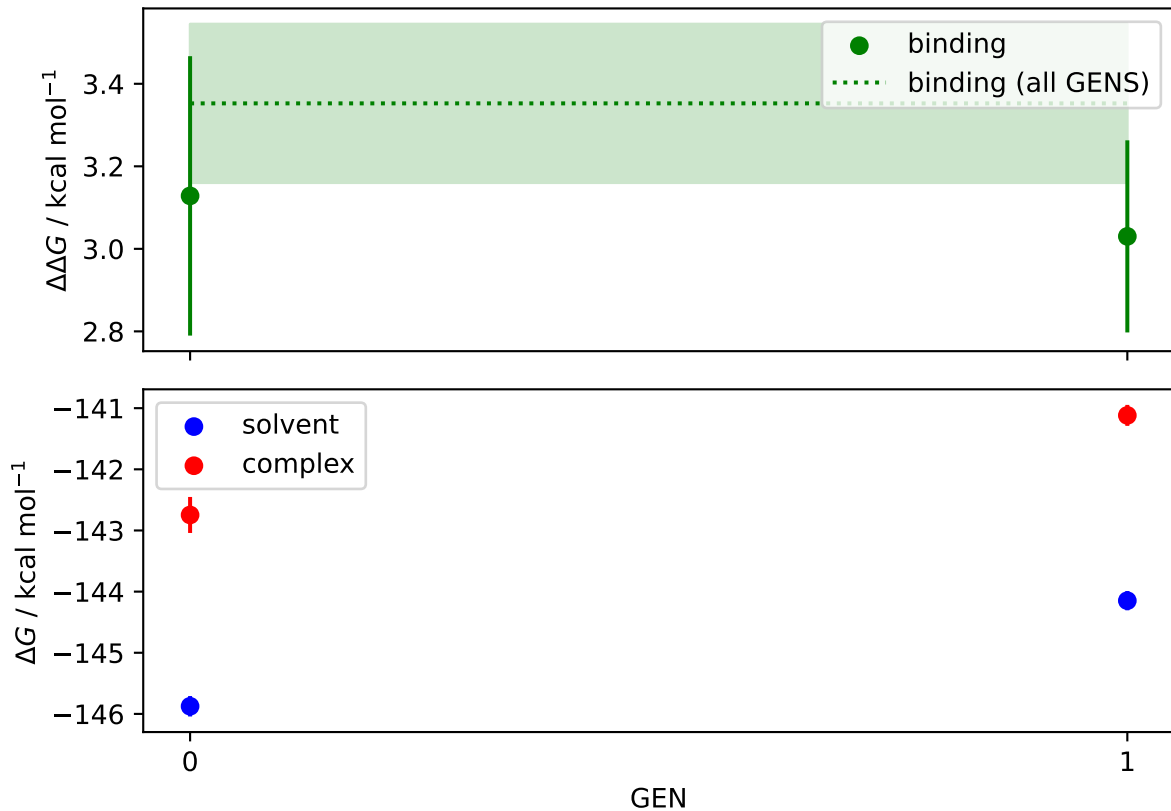 binding
binding (all GENS)
ΔΔG / kcal mol⁻¹
3.4
3.2
3.0
2.8
solvent
complex
ΔG / kcal mol⁻¹
−141
−142
−143
−144
−145
−146
0
1
GEN